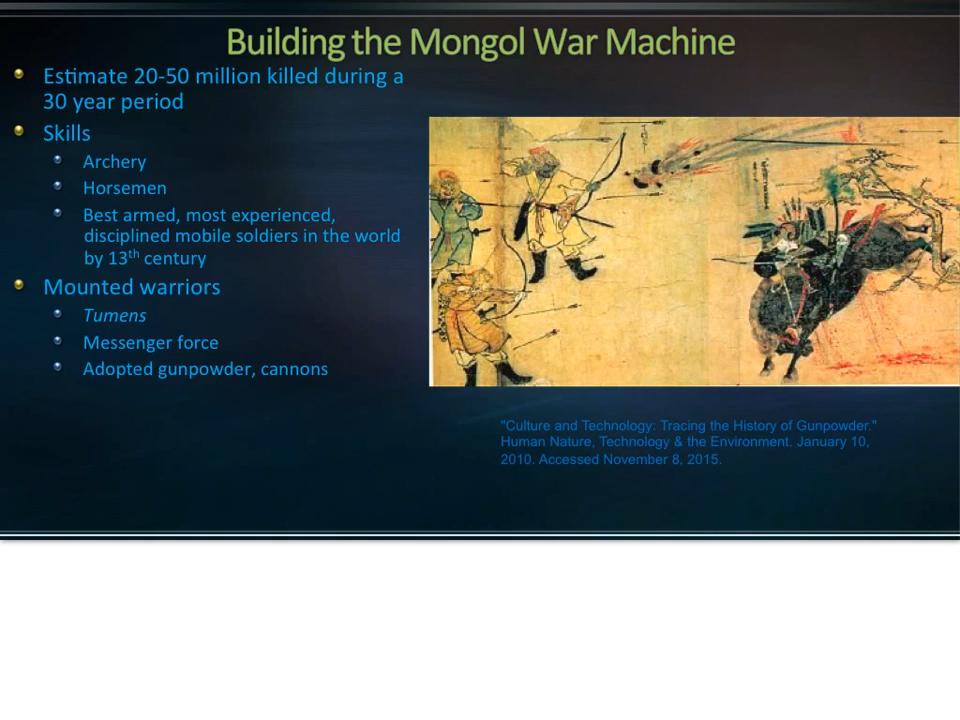 Building the Mongol War Machine
Estimate 20-50 million killed during a
30 year period
Skills
Archery
Horsemen
Best armed, most experienced,
disciplined mobile soldiers in the world
by 13th century
Mounted warriors
Tumens
Messenger force
Adopted gunpowder, cannons
"Culture and Technology: Tracing the History of Gunpowder."
Human Nature, Technology & the Environment. January 10,
2010. Accessed November 8, 2015.